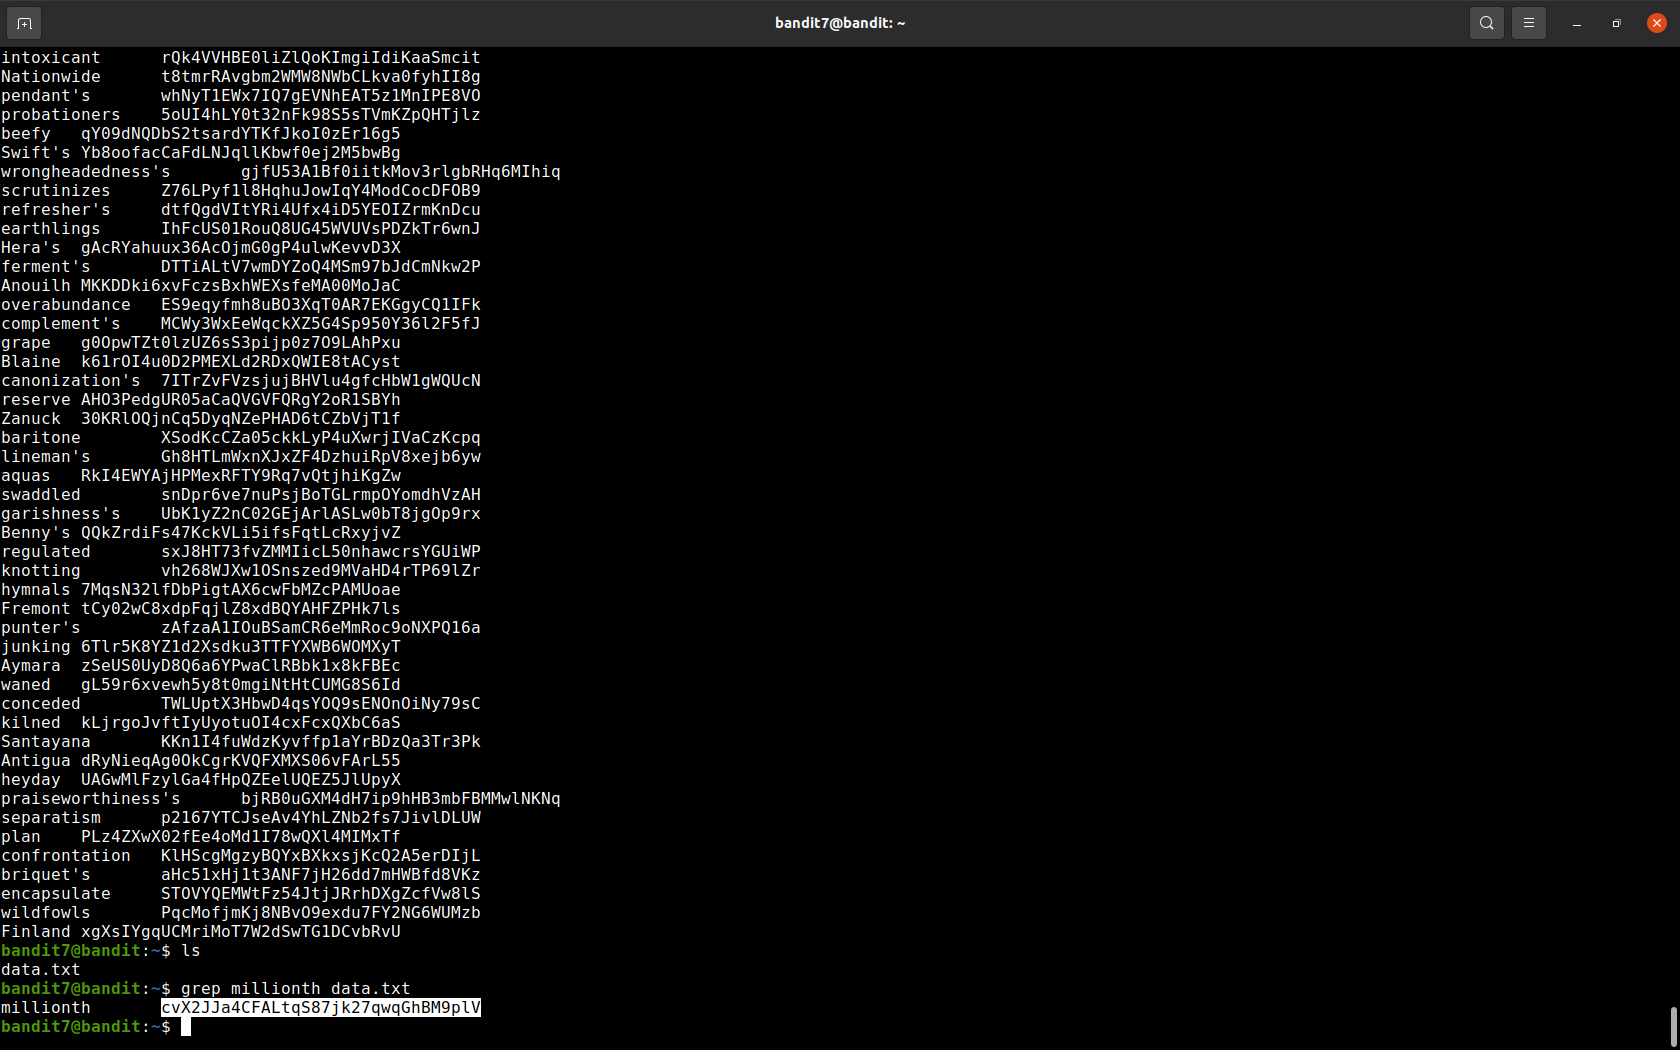 bandit7@bandit: ~
intoxicant rQk4VVHBE0liZlQoKImgiIdiKaaSmcit
Nationwide t8tmrRAvgbm2WMW8NWbCLkva0fyhII8g
pendant's whNyT1EWx7IQ7gEVNhEAT5z1MnIPE8VO
probationers 5oUI4hLY0t32nFk98S5sTVmKZpQHTjlz
beefy qY09dNQDbS2tsardYTKfJkoI0zEr16g5
Swift's Yb8oofacCaFdLNJqllKbwf0ej2M5bwBg
wrongheadedness's gjfU53A1Bf0iitkMov3rlgbRHq6MIhiq
scrutinizes Z76LPyf1l8HqhuJowIqY4ModCocDFOB9
refresher's dtfQgdVItYRi4Ufx4iD5YEOIZrmKnDcu
earthlings IhFcUS01RouQ8UG45WVUVsPDZkTr6wnJ
Hera's gAcRYahuux36AcOjmG0gP4ulwKevvD3X
ferment's DTTiALtV7wmDYZoQ4MSm97bJdCmNkw2P
Anouilh MKKDDki6xvFczsBxhWEXsfeMA00MoJaC
overabundance ES9eqyfmh8uBO3XqT0AR7EKGgyCQ1IFk
complement's MCWy3WxEeWqckXZ5G4Sp950Y36l2F5fJ
grape g0OpwTZt0lzUZ6sS3pijp0z7O9LAhPxu
Blaine k61rOI4u0D2PMEXLd2RDxQWIE8tACyst
canonization's 7ITrZvFVzsjujBHVlu4gfcHbW1gWQUcN
reserve AHO3PedgUR05aCaQVGVFQRgY2oR1SBYh
Zanuck 30KRlOQjnCq5DyqNZePHAD6tCZbVjT1f
baritone XSodKcCZa05ckkLyP4uXwrjIVaCzKcpq
lineman's Gh8HTLmWxnXJxZF4DzhuiRpV8xejb6yw
aquas RkI4EWYAjHPMexRFTY9Rq7vQtjhiKgZw
swaddled snDpr6ve7nuPsjBoTGLrmpOYomdhVzAH
garishness's UbK1yZ2nC02GEjArlASLw0bT8jgOp9rx
Benny's QQkZrdiFs47KckVLi5ifsFqtLcRxyjvZ
regulated sxJ8HT73fvZMMIicL50nhawcrsYGUiWP
knotting vh268WJXw1OSnszed9MVaHD4rTP69lZr
hymnals 7MqsN32lfDbPigtAX6cwFbMZcPAMUoae
Fremont tCy02wC8xdpFqjlZ8xdBQYAHFZPHk7ls
punter's zAfzaA1IOuBSamCR6eMmRoc9oNXPQ16a
junking 6Tlr5K8YZ1d2Xsdku3TTFYXWB6WOMXyT
Aymara zSeUS0UyD8Q6a6YPwaClRBbk1x8kFBEc
waned gL59r6xvewh5y8t0mgiNtHtCUMG8S6Id
conceded TWLUptX3HbwD4qsYOQ9sENOnOiNy79sC
kilned kLjrgoJvftIyUyotuOI4cxFcxQXbC6aS
Santayana KKn1I4fuWdzKyvffp1aYrBDzQa3Tr3Pk
Antigua dRyNieqAg0OkCgrKVQFXMXS06vFArL55
heyday UAGwMlFzylGa4fHpQZEelUQEZ5JlUpyX
praiseworthiness's bjRB0uGXM4dH7ip9hHB3mbFBMMwlNKNq
separatism p2167YTCJseAv4YhLZNb2fs7JivlDLUW
plan PLz4ZXwX02fEe4oMd1I78wQXl4MIMxTf
confrontation KlHScgMgzyBQYxBXkxsjKcQ2A5erDIjL
briquet's aHc51xHj1t3ANF7jH26dd7mHWBfd8VKz
encapsulate STOVYQEMWtFz54JtjJRrhDXgZcfVw8lS
wildfowls PqcMofjmKj8NBvO9exdu7FY2NG6WUMzb
Finland xgXsIYgqUCMriMoT7W2dSwTG1DCvbRvU
bandit7@bandit:~$ ls
data.txt
bandit7@bandit:~$ grep millionth data.txt
millionth cvX2JJa4CFALtqS87jk27qwqGhBM9plV
bandit7@bandit:~$